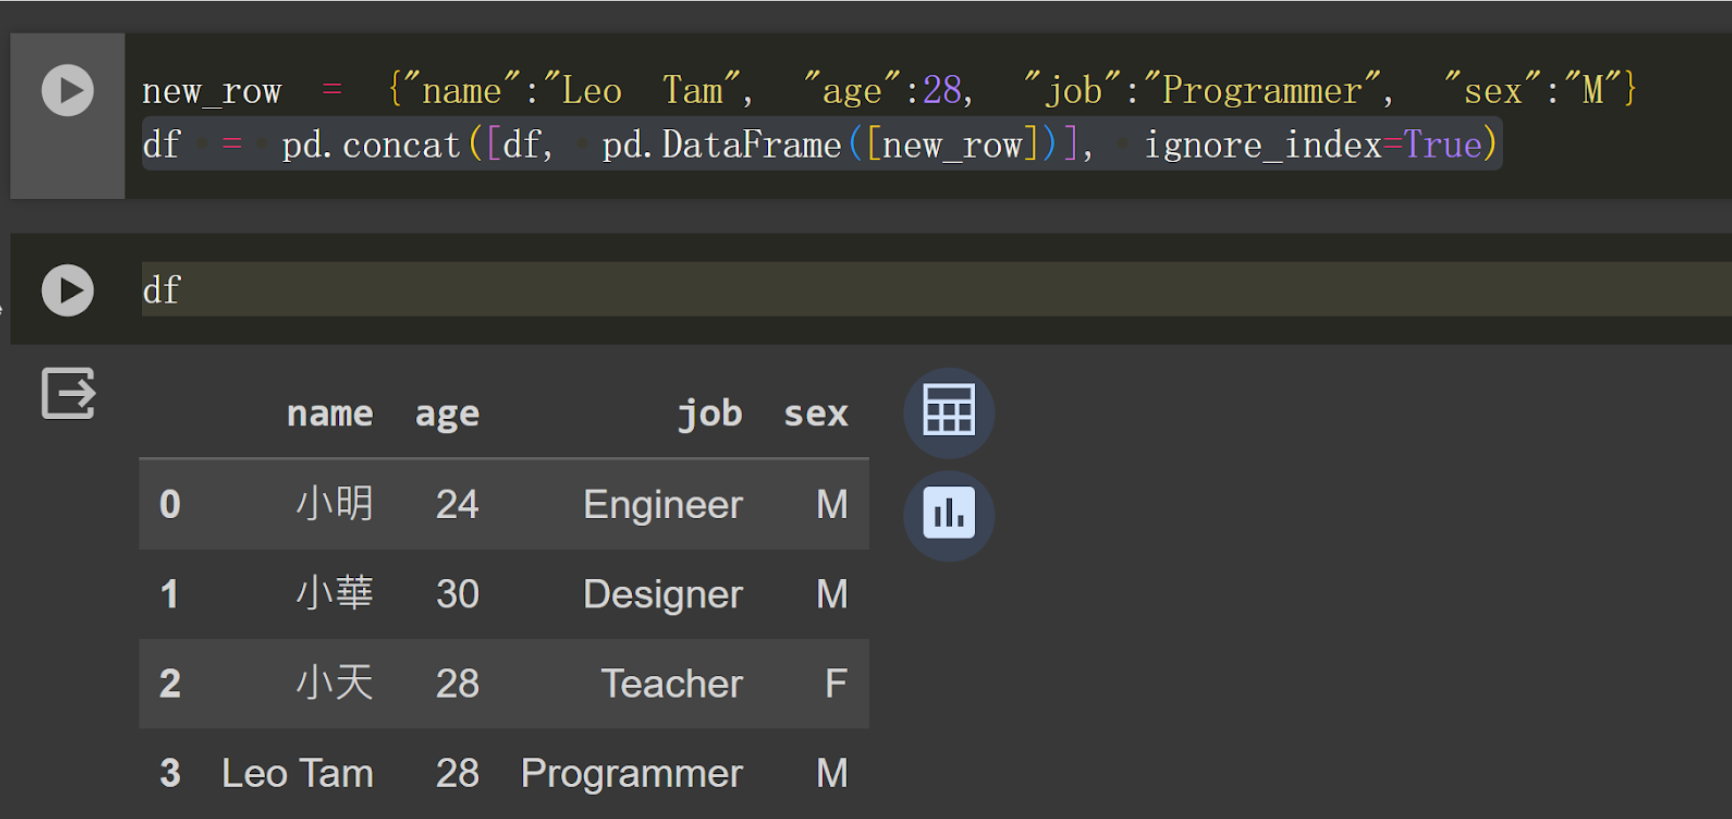 new_row = {"name":"Leo Tam", "age":28, "job":"Programmer", "sex":"M"}
df = pd.concat([df, pd.DataFrame([new_row])], ignore_index=True)
df
name age job sex
0 小明 24 Engineer M
1 小華 30 Designer M
2 小天 28 Teacher F
3 Leo Tam 28 Programmer M